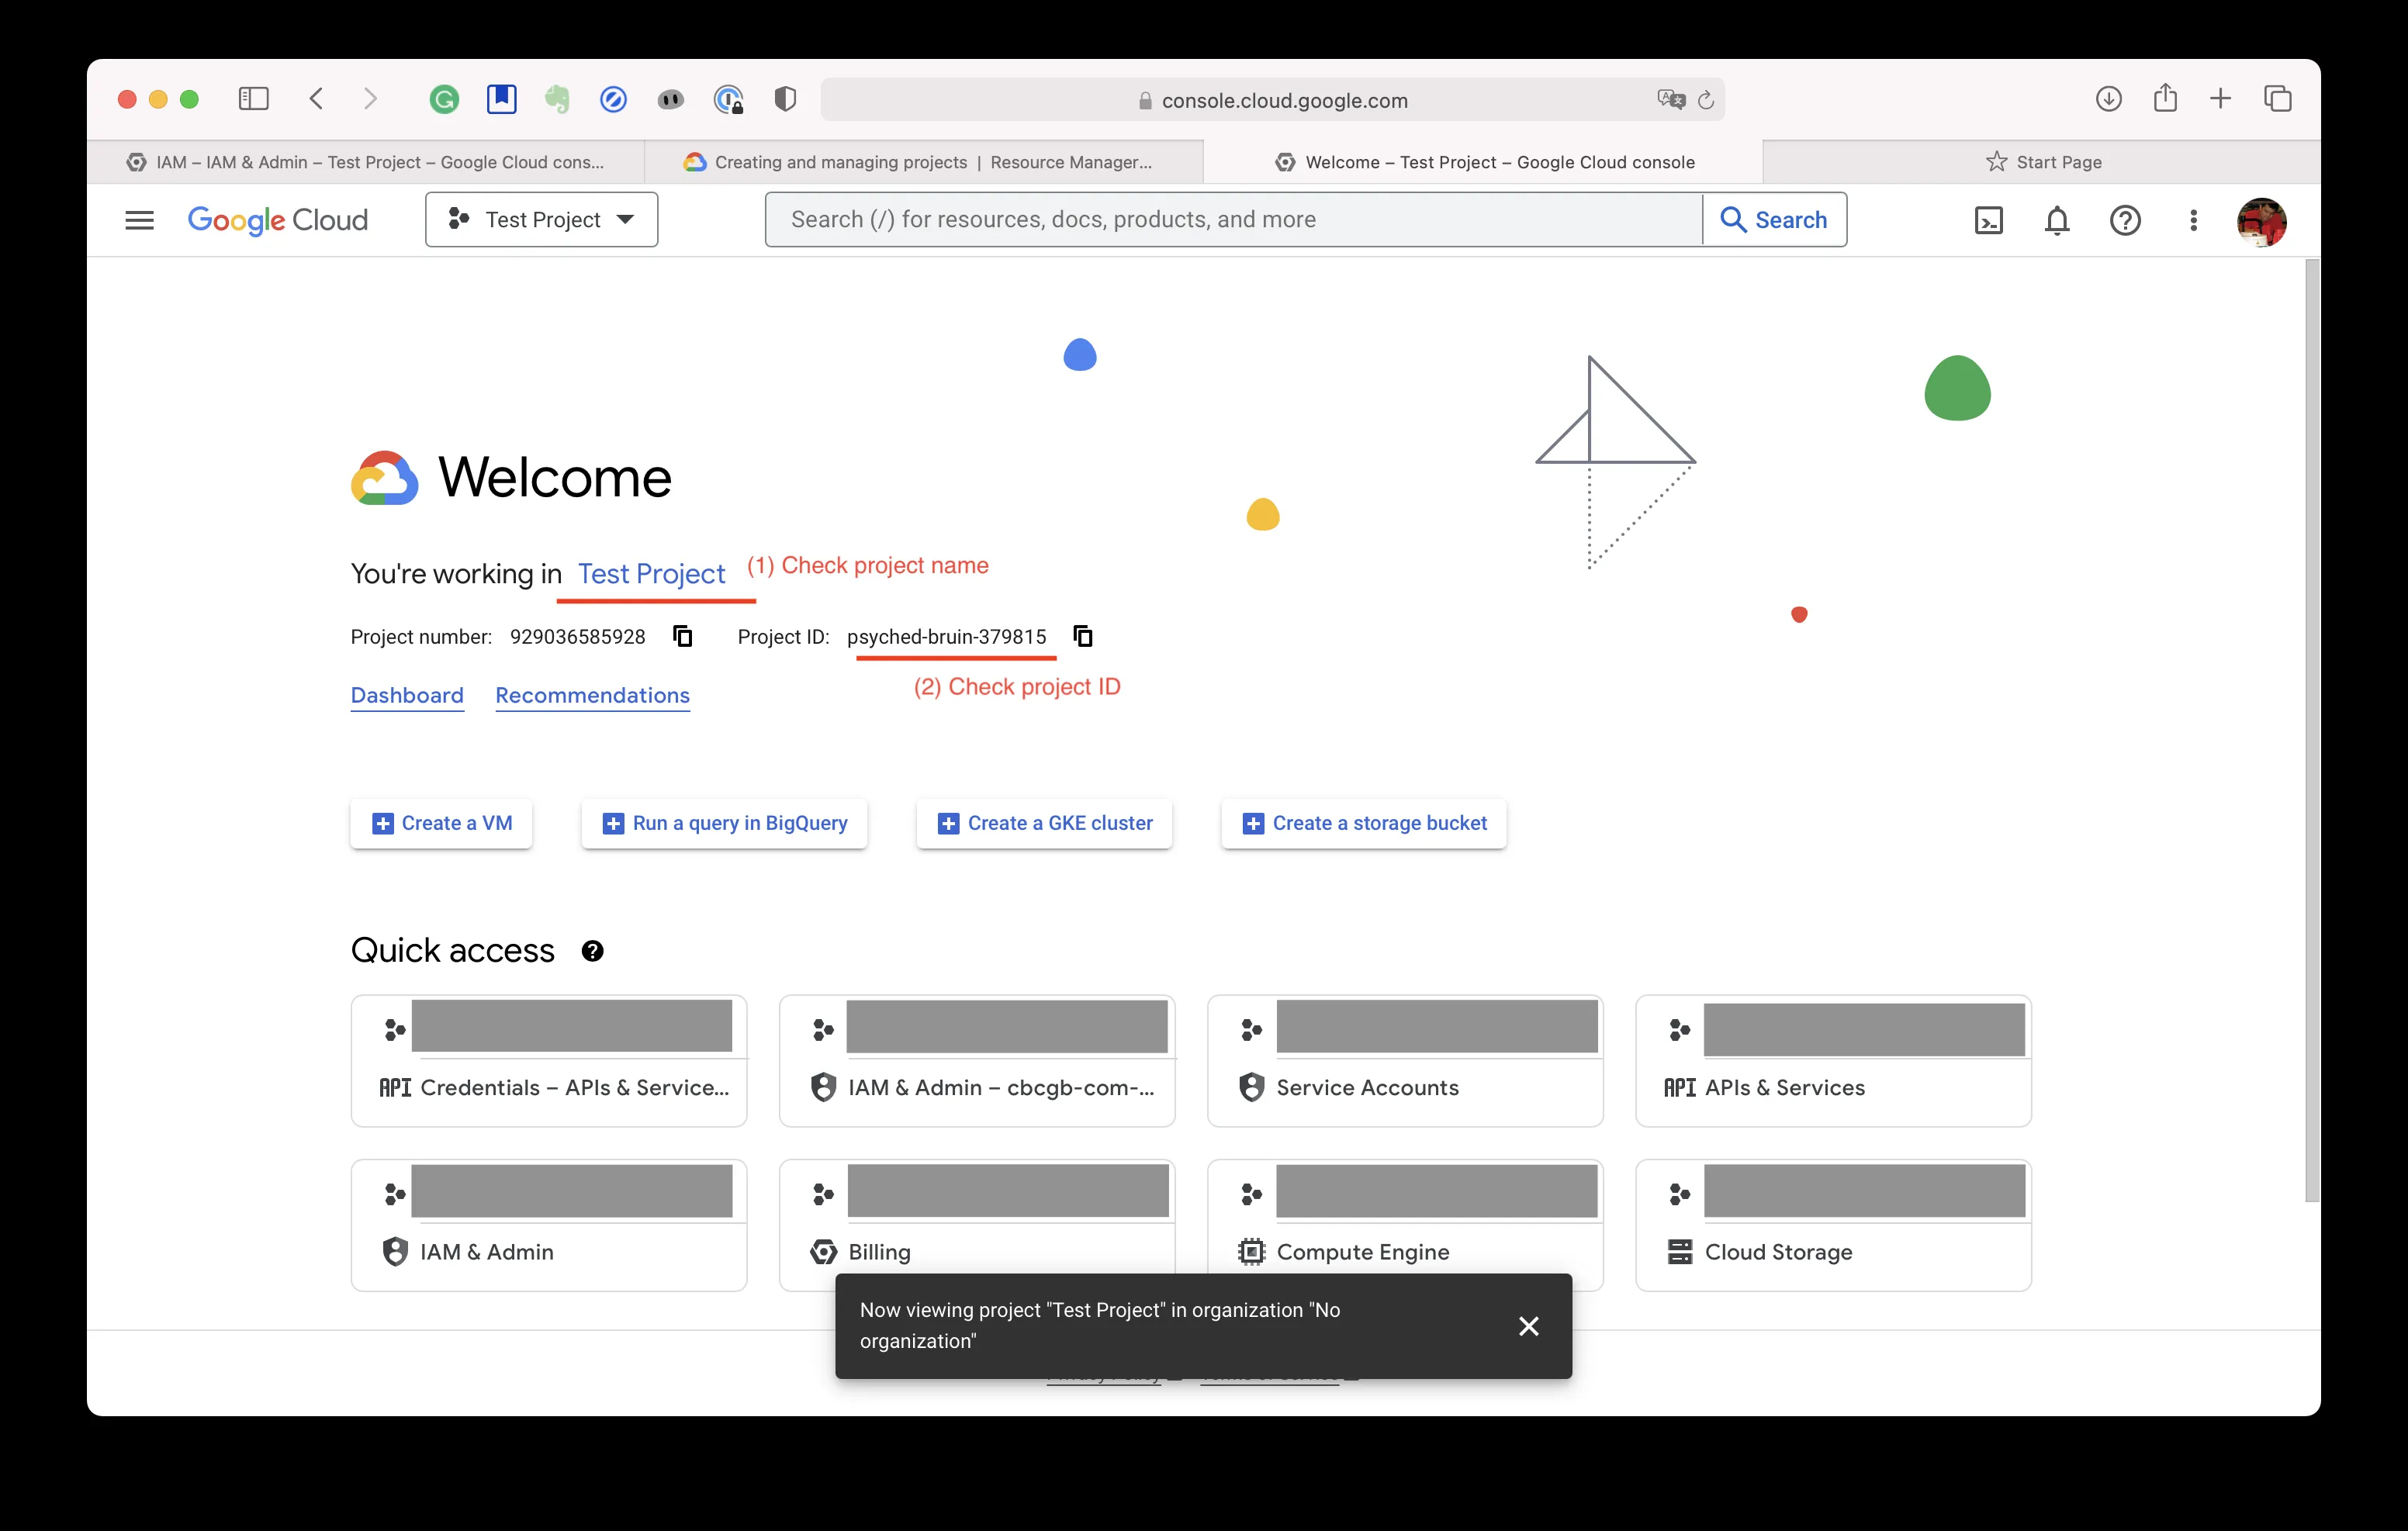 console.cloud.google.com
IAM – IAM & Admin – Test Project – Google Cloud cons...
Creating and managing projects | Resource Manager...
Welcome – Test Project – Google Cloud console
Start Page
Google Cloud
Test Project
Search (/) for resources, docs, products, and more
Search
Welcome
You're working in Test Project
(1) Check project name
Project number: 929036585928
Project ID: psyched-bruin-379815
(2) Check project ID
Dashboard
Recommendations
Create a VM
Run a query in BigQuery
Create a GKE cluster
Create a storage bucket
Quick access
API Credentials – APIs & Service...
IAM & Admin – cbcgb-com-...
Service Accounts
API APIs & Services
IAM & Admin
Billing
Compute Engine
Cloud Storage
Now viewing project "Test Project" in organization "No
organization"